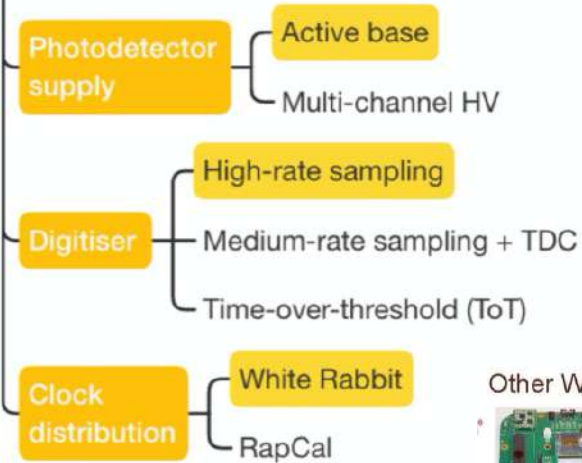 Photodetector
supply
Active base
Multi-channel HV
Digitiser
High-rate sampling
Medium-rate sampling + TDC
Time-over-threshold (ToT)
Clock
distribution
White Rabbit
RapCal
Other W